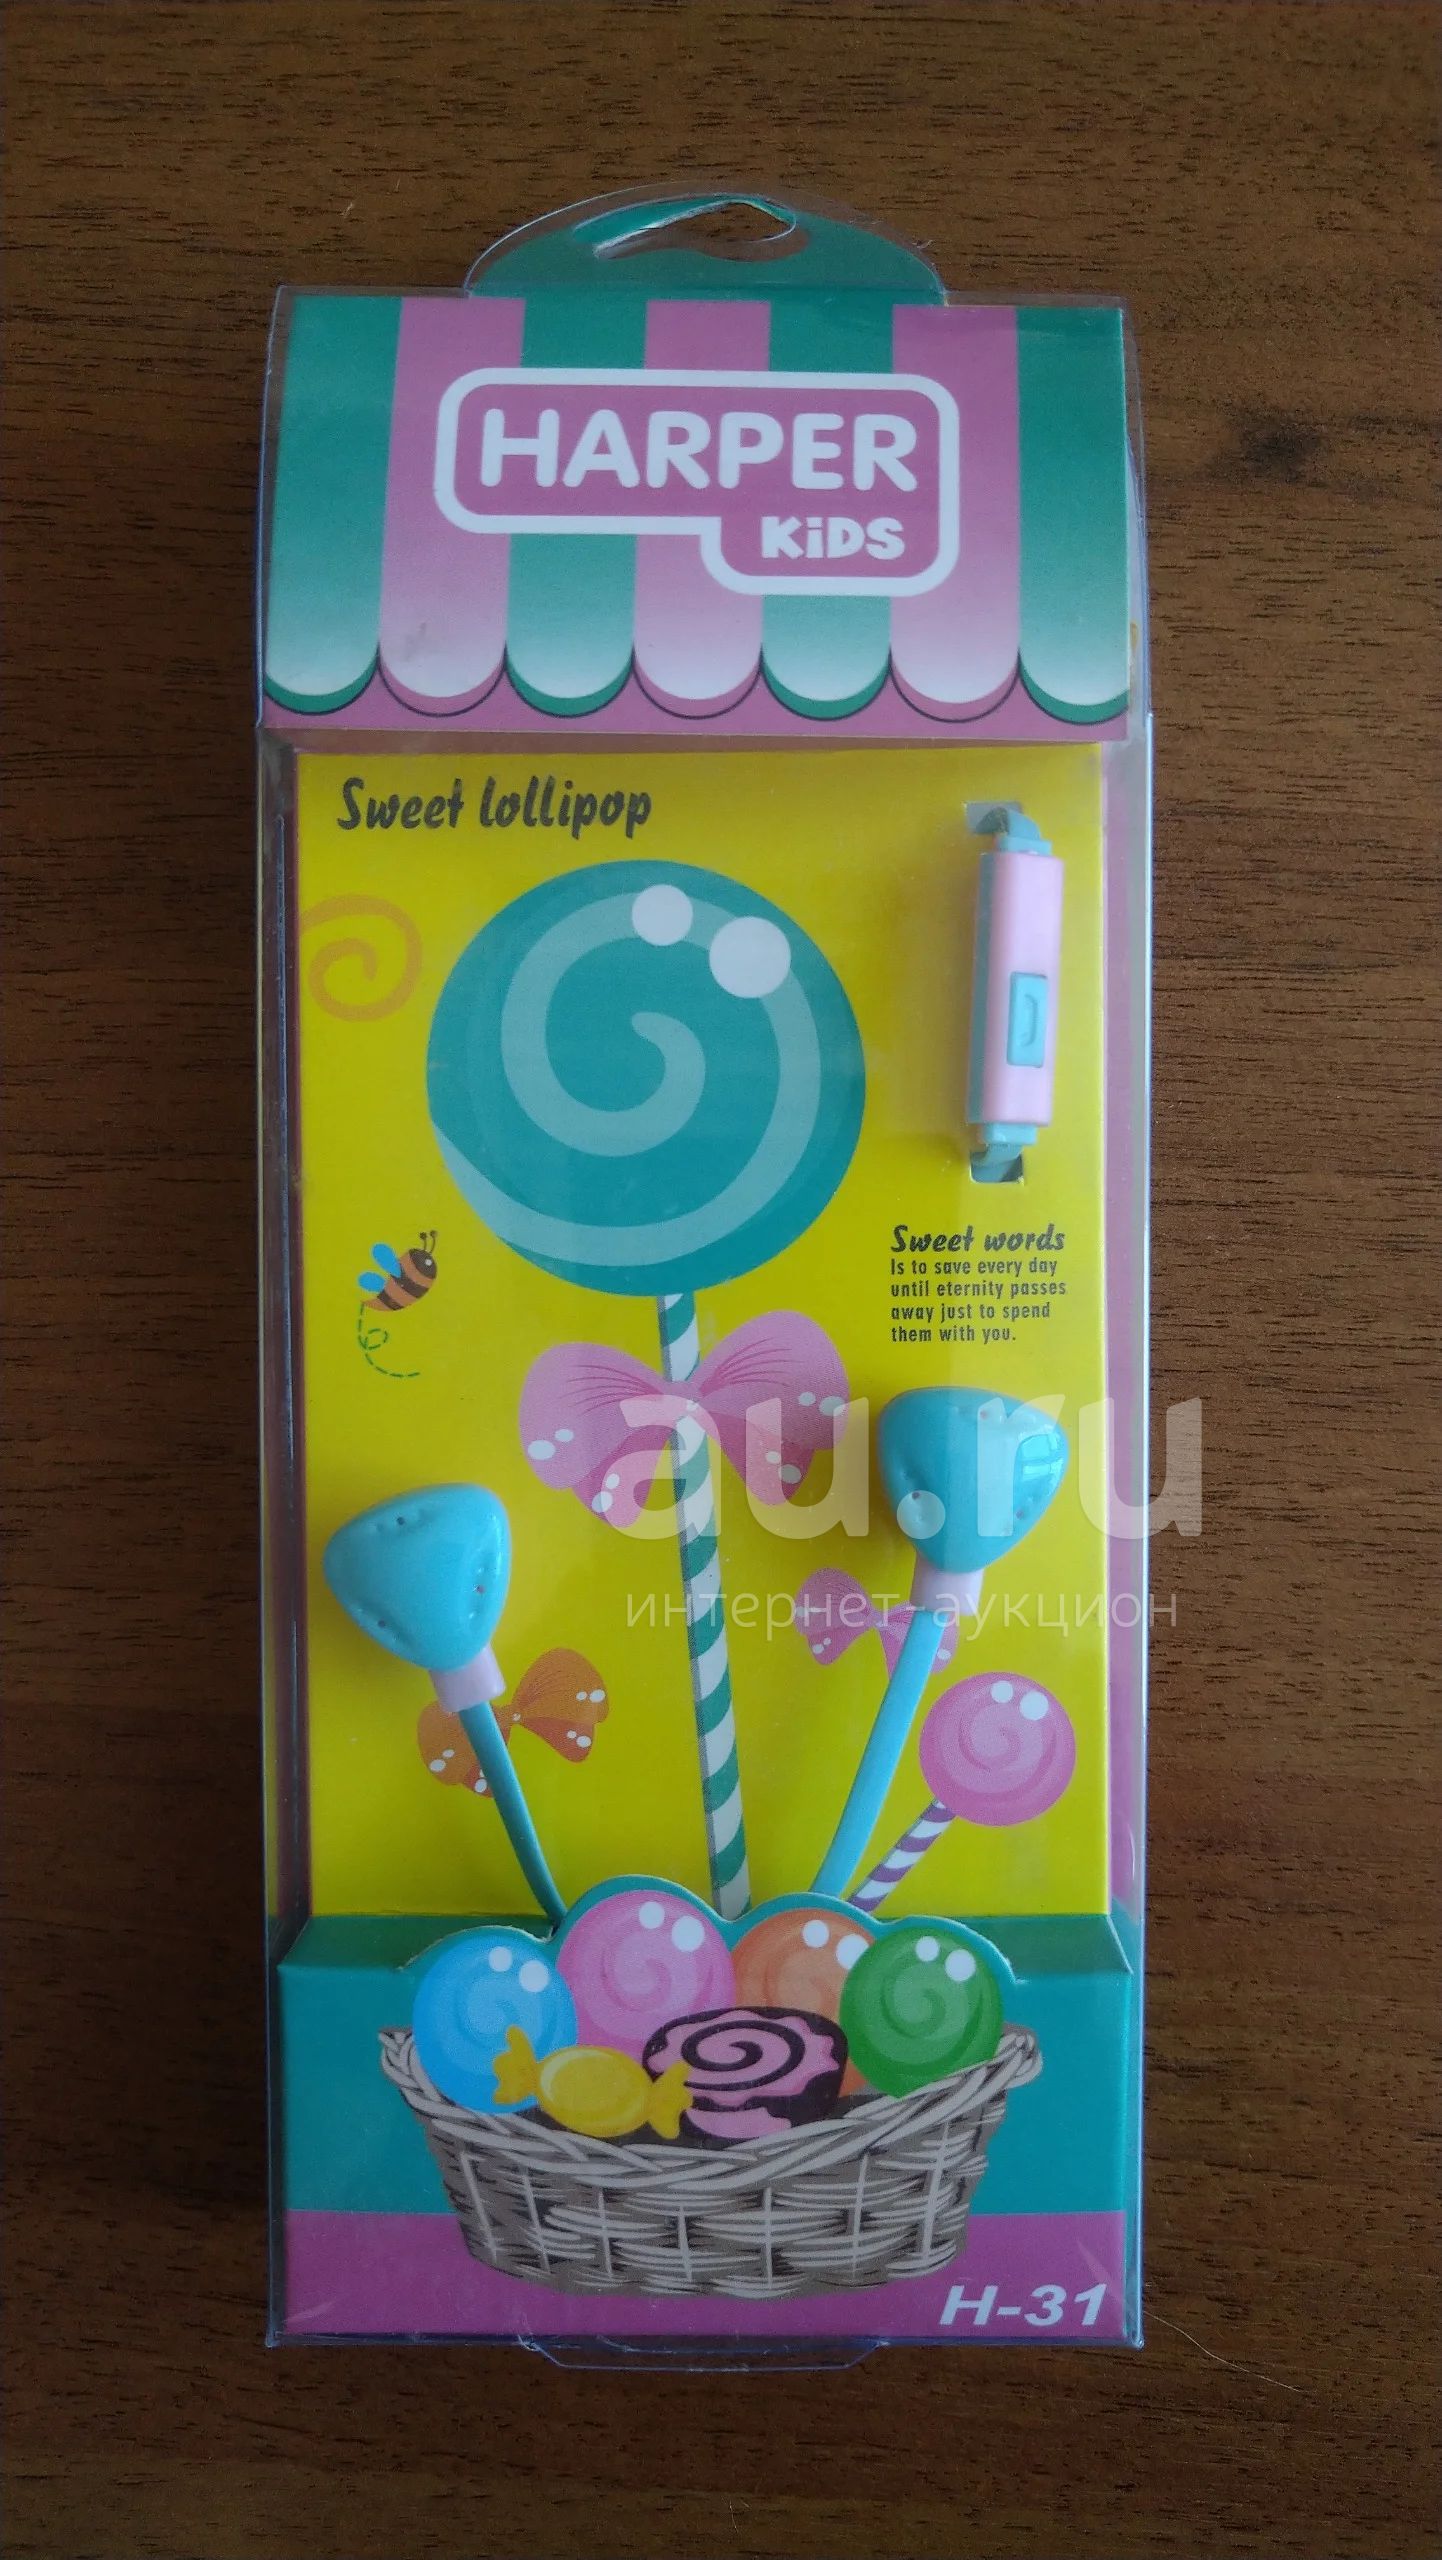 HARPER
KiDS
Sweet lollipop
Sweet words
Is to save every day
until eternity passes
away just to spend
them with you.
au.ru
интернет-аукцион
H-31